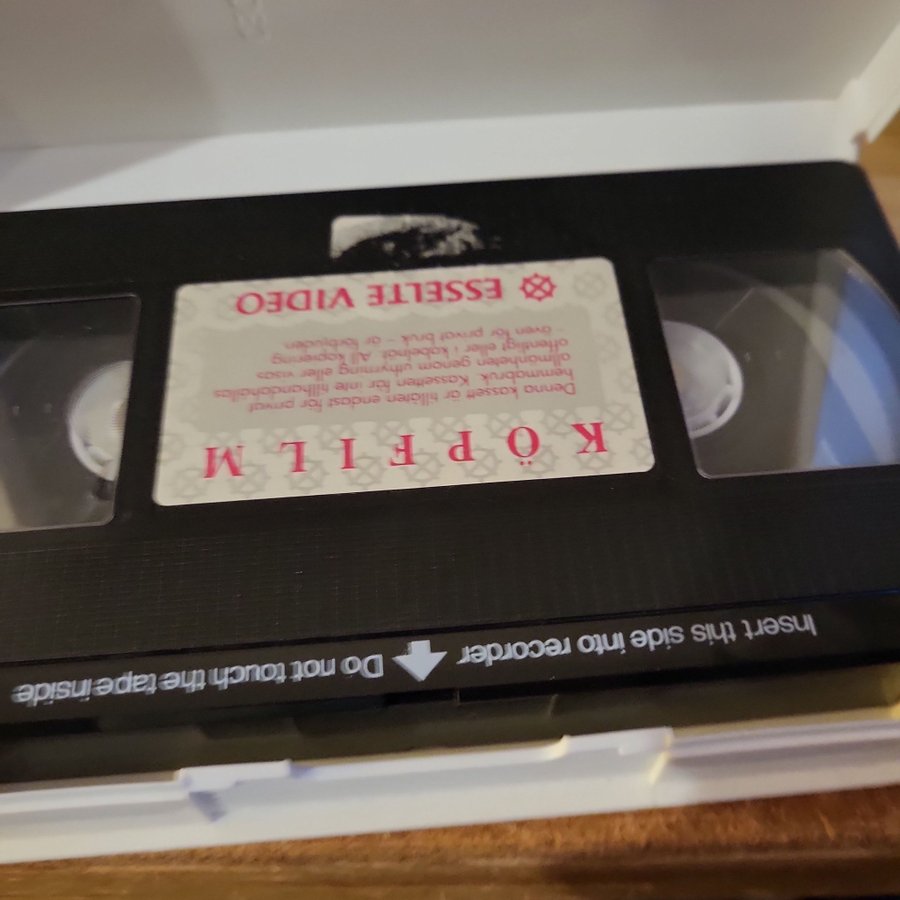 KÖPFILM
Denna kassett är tillåten endast för privat
hemmabruk. Kassetten får inte tillhandahållas
allmänheten genom uthyrning eller visas
offentligt eller i kabelnät. All kopiering
– även för privat bruk – är förbjuden.
ESSELTE VIDEO
Insert this side into recorder
Do not touch the tape inside